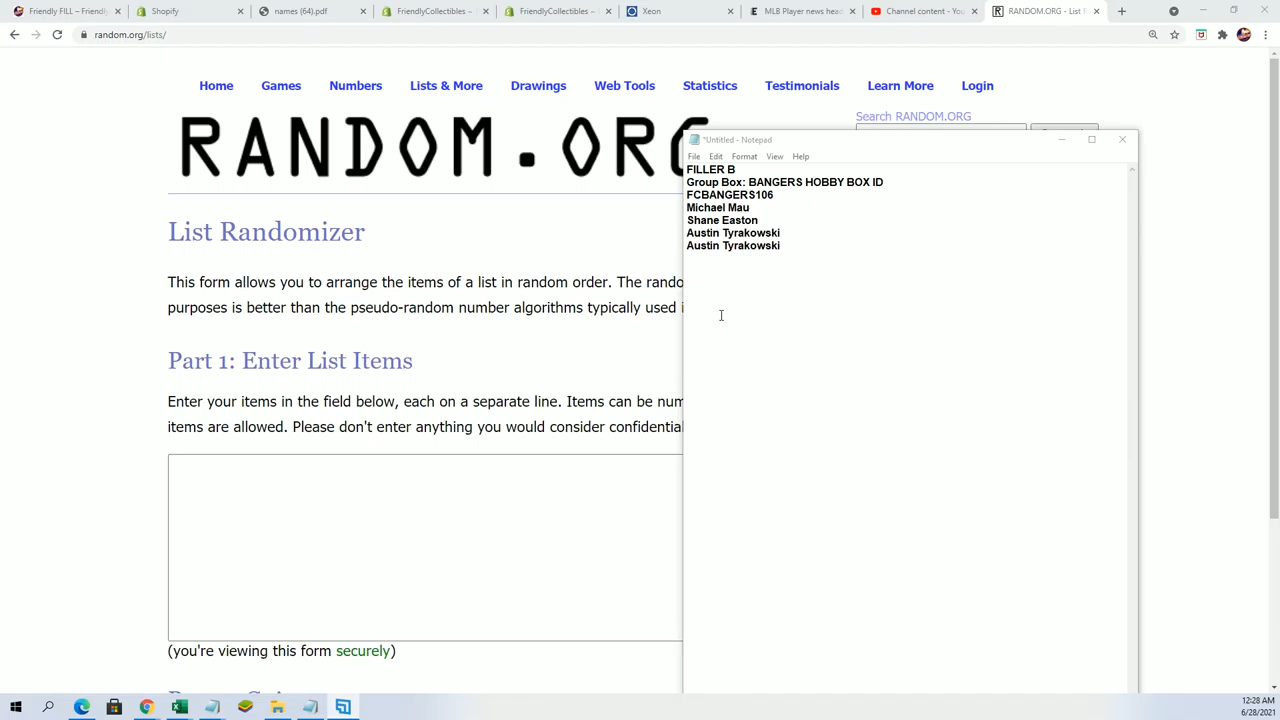 Friendly FILL – Friendly
Shopify
names (64).pdf
FriendlyCollectibles ~
FriendlyCollectibles ~
Xeon
MLB Player news head
Channel content - You
RANDOM.ORG - List R
random.org/lists/
Home Games Numbers Lists & More Drawings Web Tools Statistics Testimonials Learn More Login
Search RANDOM.ORG
RANDOM.ORG
*Untitled - Notepad
File Edit Format View Help
FILLER B
Group Box: BANGERS HOBBY BOX ID
FCBANGERS106
Michael Mau
Shane Easton
Austin Tyrakowski
Austin Tyrakowski
List Randomizer
This form allows you to arrange the items of a list in random order. The rando
purposes is better than the pseudo-random number algorithms typically used i
Part 1: Enter List Items
Enter your items in the field below, each on a separate line. Items can be num
items are allowed. Please don't enter anything you would consider confidential
(you're viewing this form securely)
12:28 AM
6/28/2021